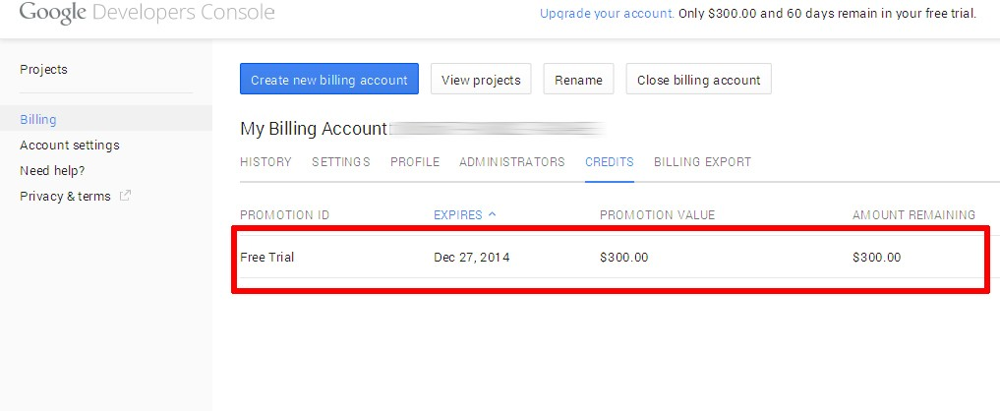 Google Developers Console
Upgrade your account. Only $300.00 and 60 days remain in your free trial.
Projects
Billing
Account settings
Need help?
Privacy & terms
Create new billing account View projects Rename Close billing account
My Billing Account
HISTORY SETTINGS PROFILE ADMINISTRATORS CREDITS BILLING EXPORT
PROMOTION ID EXPIRES PROMOTION VALUE AMOUNT REMAINING
Free Trial Dec 27, 2014 $300.00 $300.00